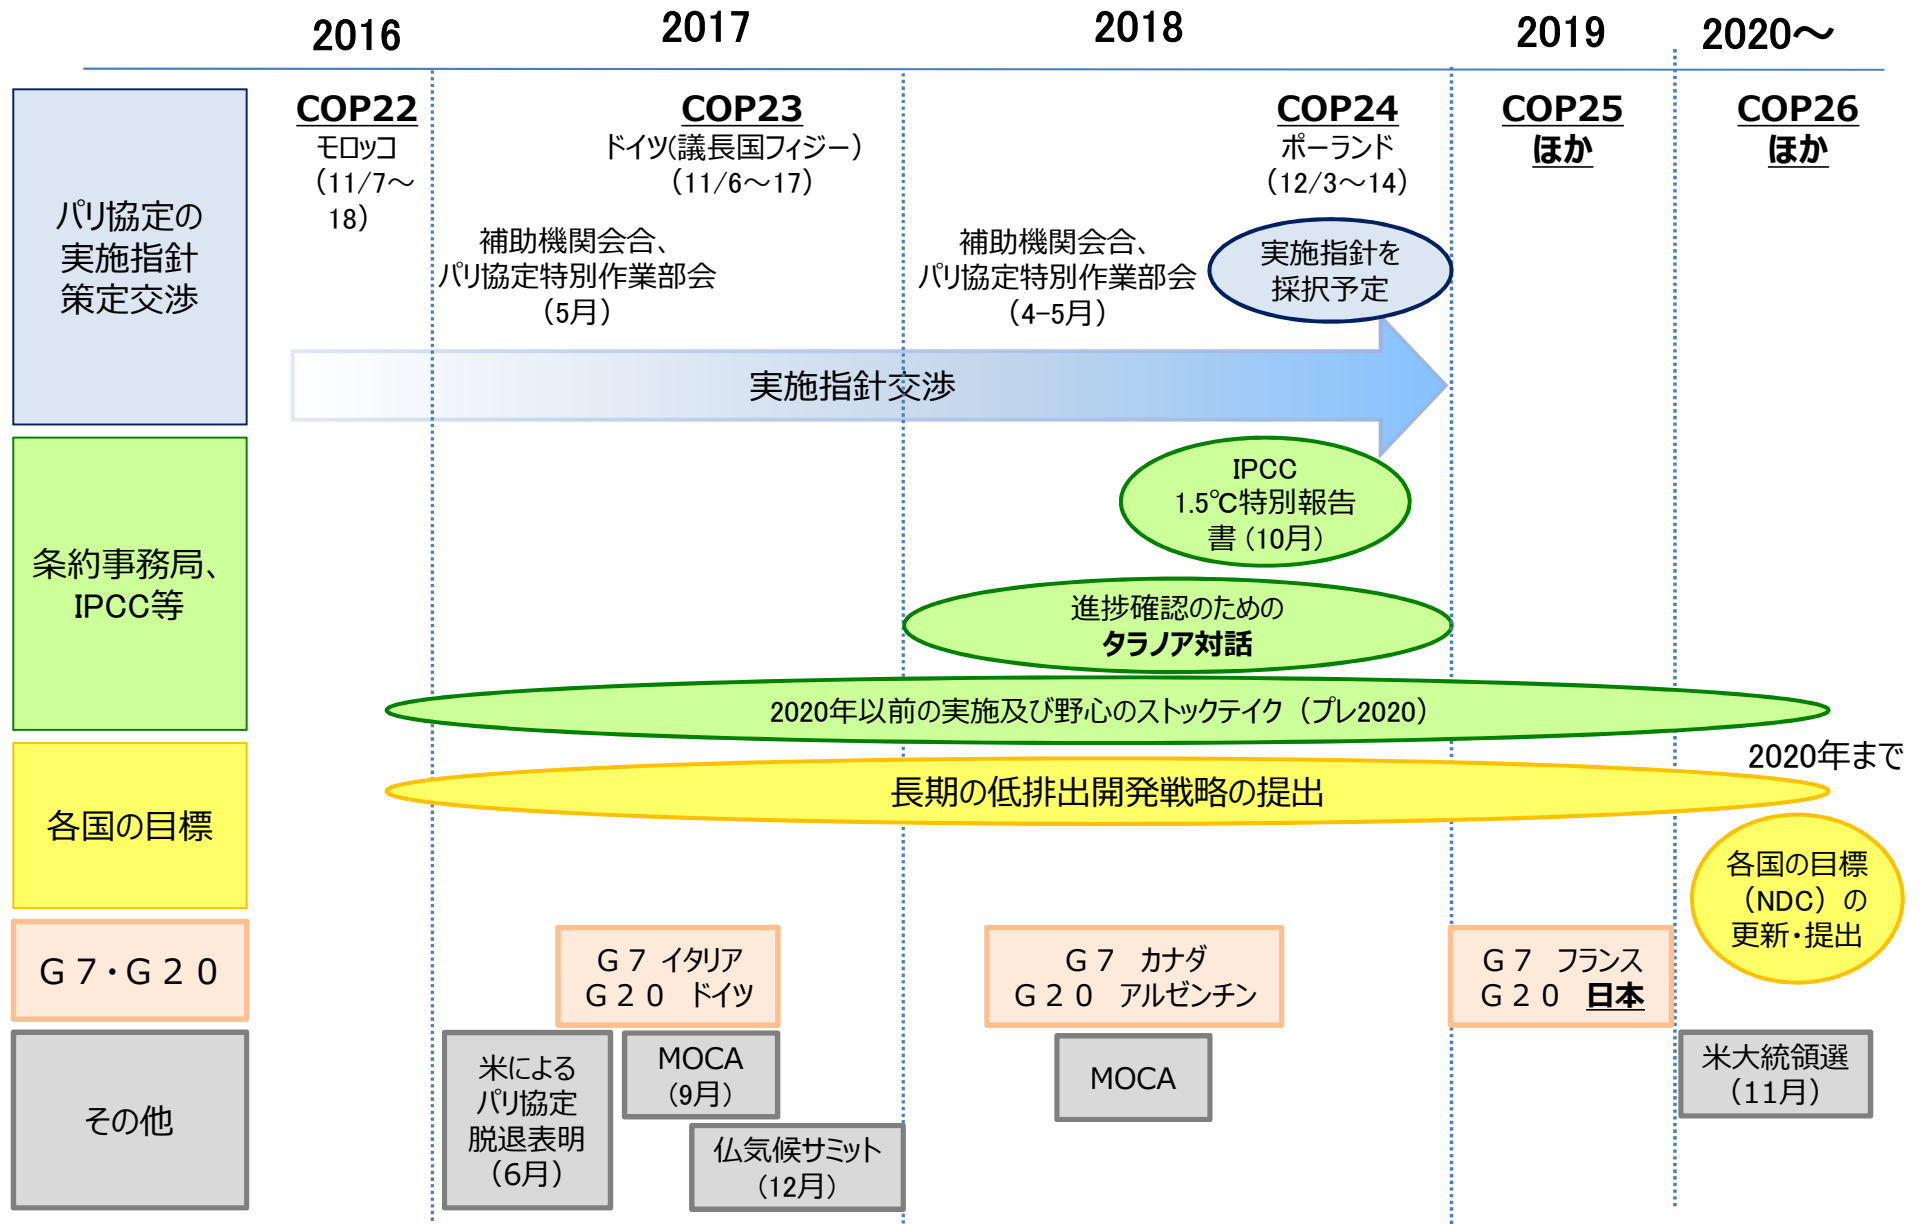 2016
2017
2018
2019
2020～
パリ協定の
実施指針
策定交渉
COP22
モロッコ
（11/7～
18）
COP23
ドイツ(議長国フィジー）
（11/6～17）
COP24
ポーランド
（12/3～14）
COP25
ほか
COP26
ほか
補助機関会合、
パリ協定特別作業部会
（5月）
補助機関会合、
パリ協定特別作業部会
（4-5月）
実施指針を
採択予定
実施指針交渉
条約事務局、
IPCC等
IPCC
1.5℃特別報告
書（10月）
進捗確認のための
タラノア対話
2020年以前の実施及び野心のストックテイク（プレ2020）
各国の目標
2020年まで
長期の低排出開発戦略の提出
各国の目標
（NDC）の
更新・提出
Ｇ７・Ｇ２０
Ｇ７ イタリア
Ｇ２０　ドイツ
Ｇ７　カナダ
Ｇ２０　アルゼンチン
Ｇ７　フランス
Ｇ２０　日本
その他
米による
パリ協定
脱退表明
（6月）
MOCA
（9月）
仏気候サミット
（12月）
MOCA
米大統領選
（11月）